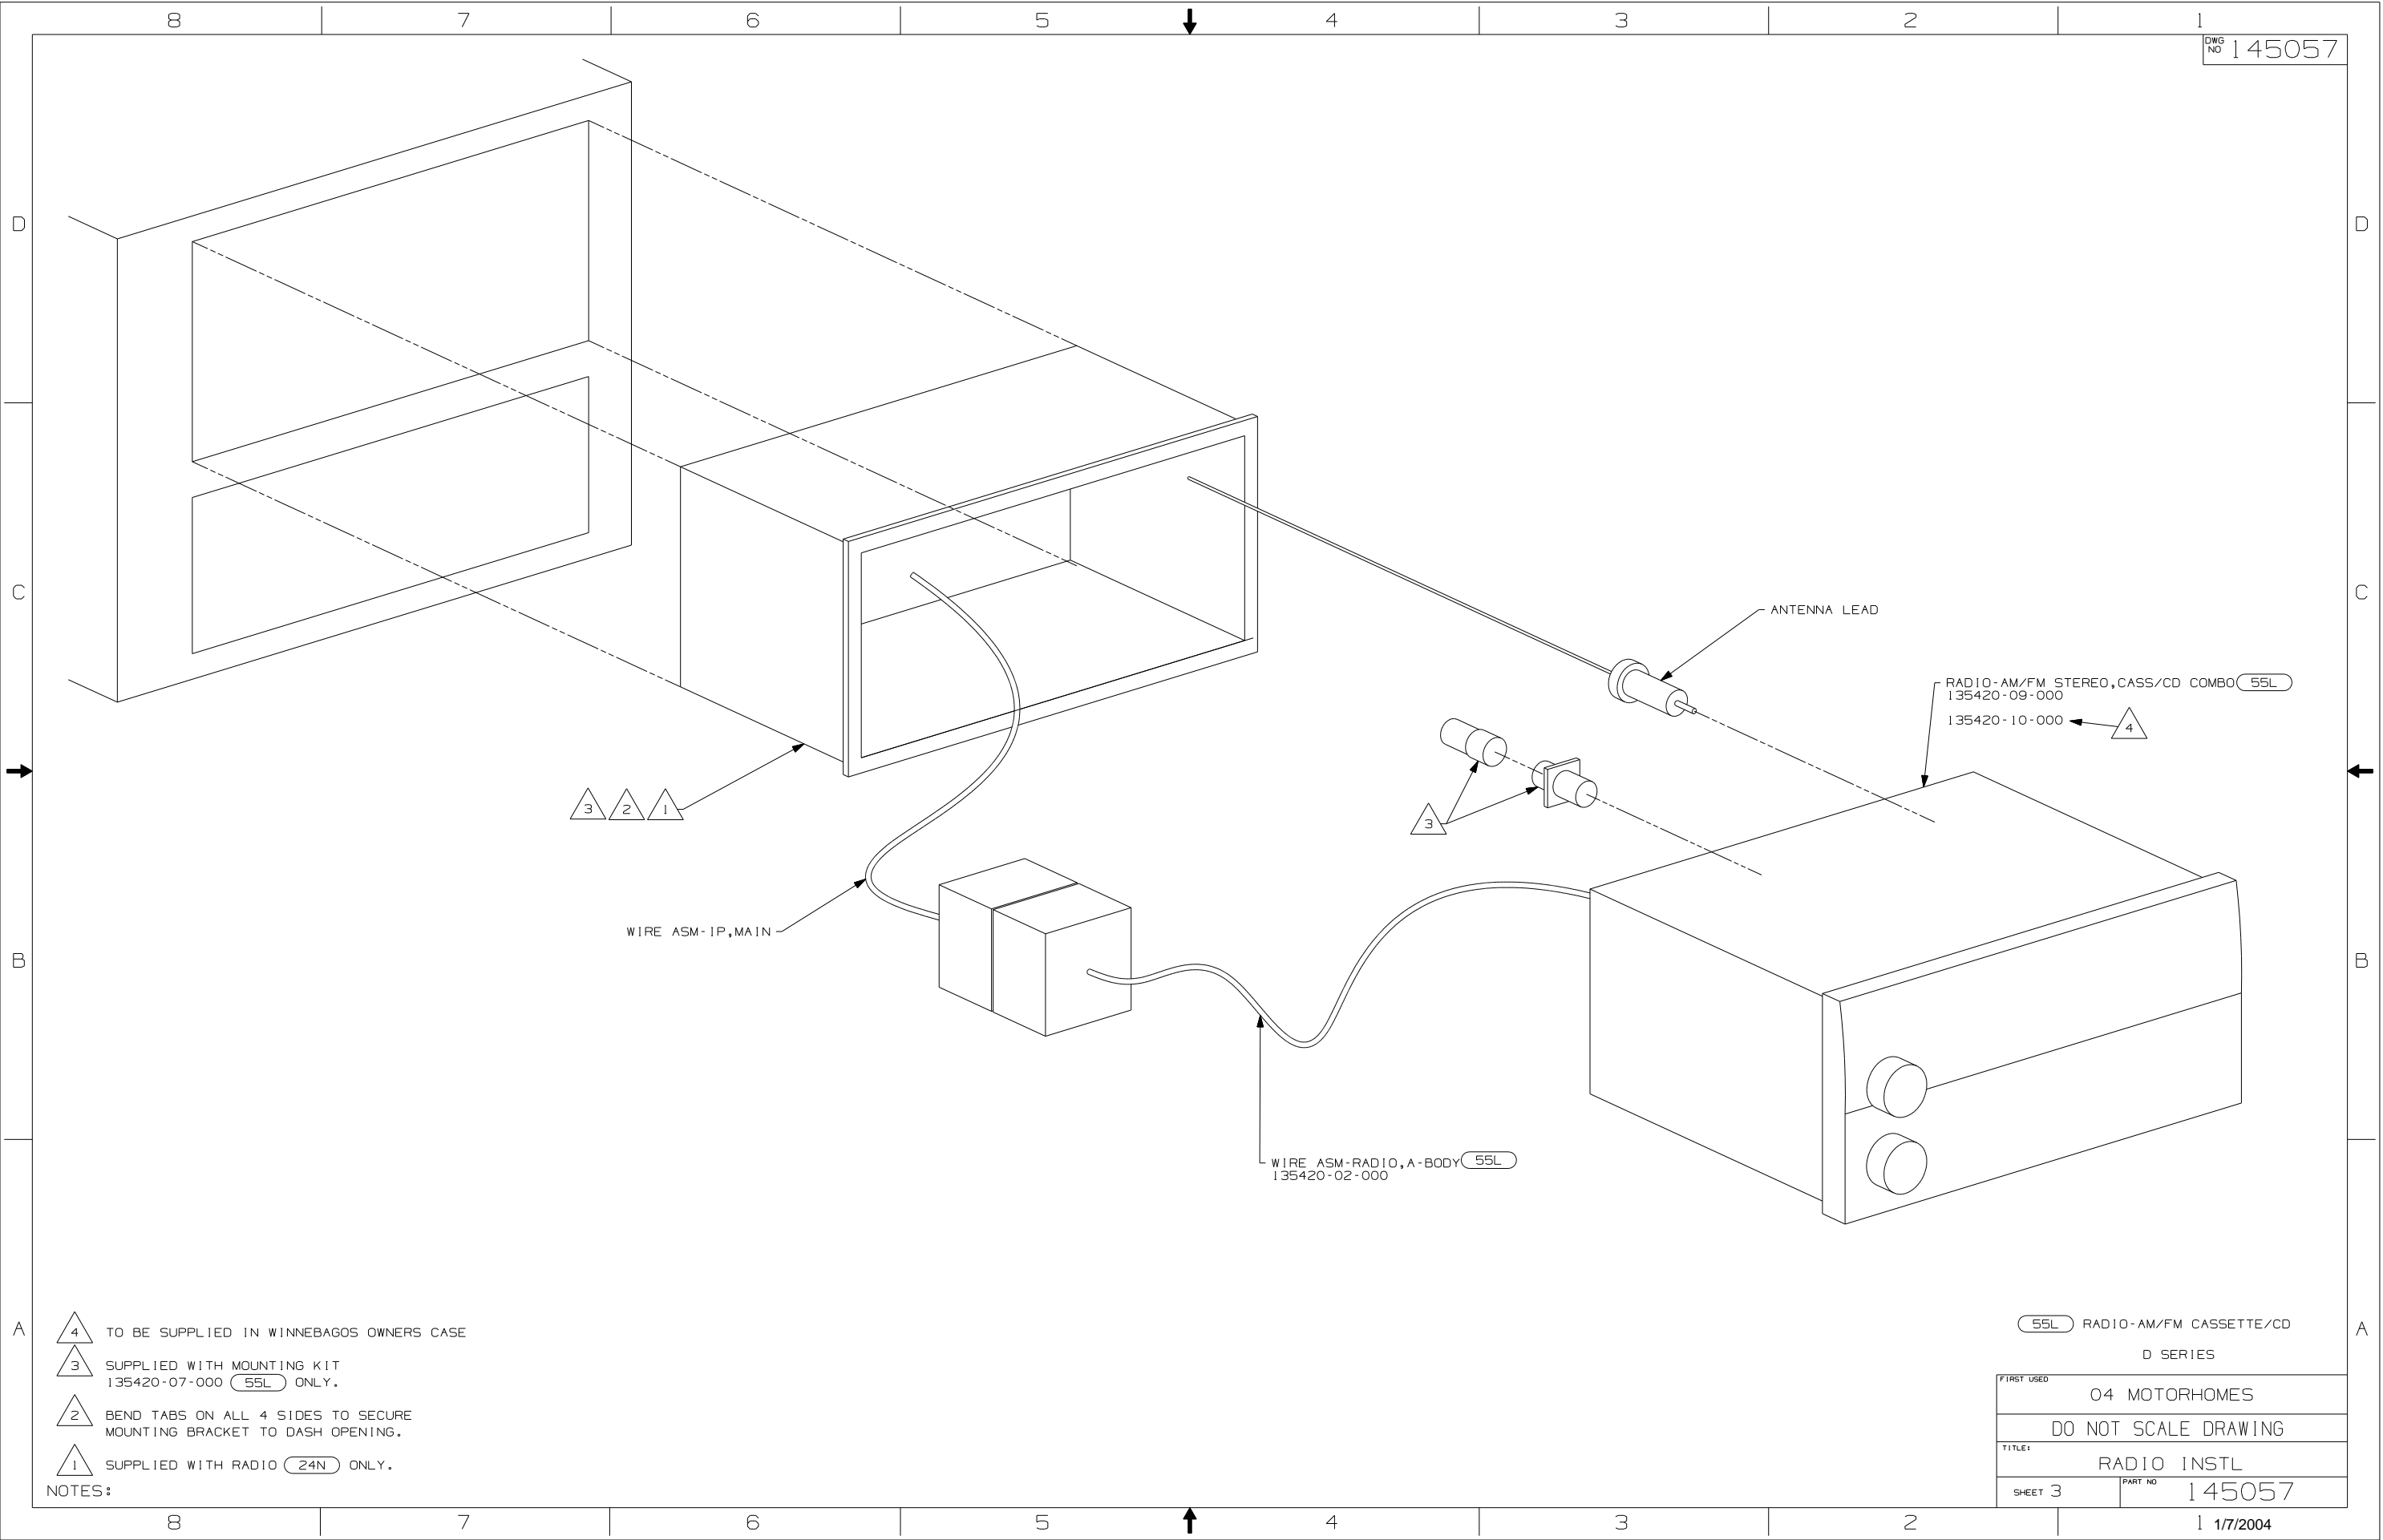 8 7 6 5 4 3 2 1
DWG NO 145057
D D
C C
ANTENNA LEAD
RADIO-AM/FM STEREO,CASS/CD COMBO 55L
135420-09-000
135420-10-000 4
3 2 1
3
WIRE ASM-IP,MAIN
B B
WIRE ASM-RADIO,A-BODY 55L
135420-02-000
A A
4 TO BE SUPPLIED IN WINNEBAGOS OWNERS CASE
3 SUPPLIED WITH MOUNTING KIT
135420-07-000 55L ONLY.
2 BEND TABS ON ALL 4 SIDES TO SECURE
MOUNTING BRACKET TO DASH OPENING.
1 SUPPLIED WITH RADIO 24N ONLY.
NOTES:
55L RADIO-AM/FM CASSETTE/CD
D SERIES
FIRST USED
04 MOTORHOMES
DO NOT SCALE DRAWING
TITLE:
RADIO INSTL
SHEET 3 PART NO 145057
8 7 6 5 4 3 2 1
1/7/2004